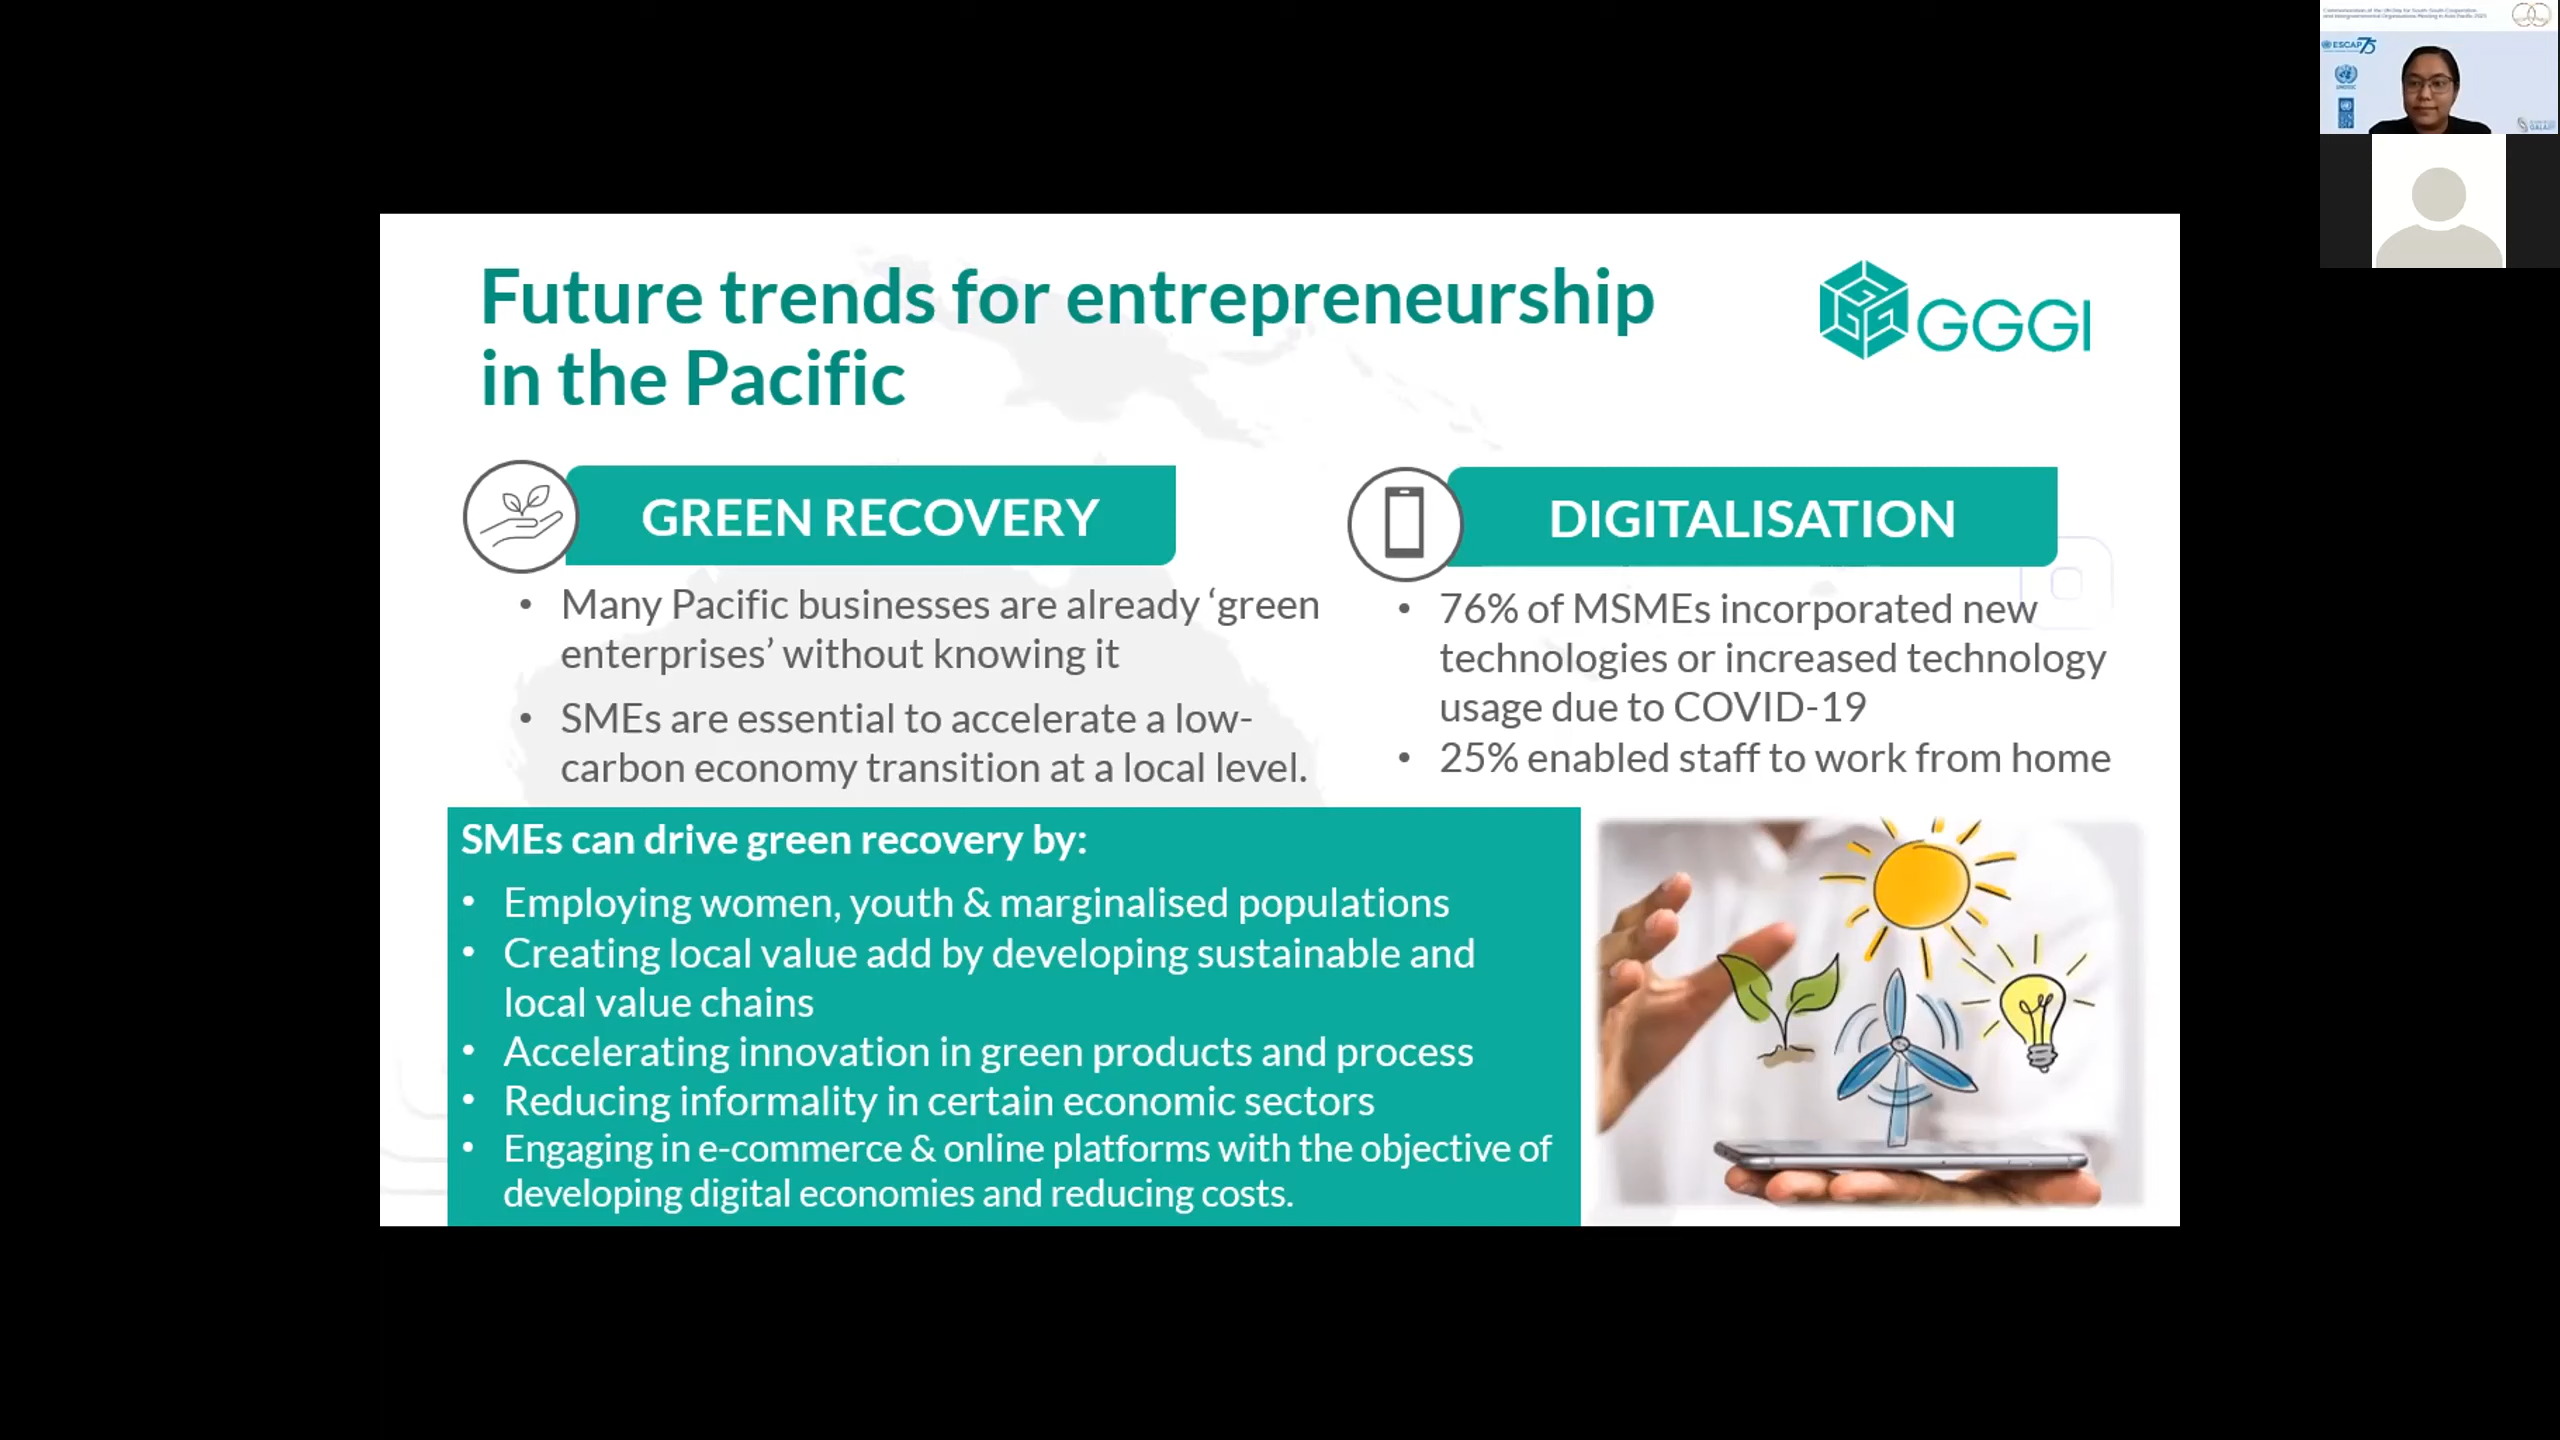 Future trends for entrepreneurship
in the Pacific
GGGI
GREEN RECOVERY
• Many Pacific businesses are already ‘green
enterprises’ without knowing it
• SMEs are essential to accelerate a low-
carbon economy transition at a local level.
DIGITALISATION
• 76% of MSMEs incorporated new
technologies or increased technology
usage due to COVID-19
• 25% enabled staff to work from home
SMEs can drive green recovery by:
• Employing women, youth & marginalised populations
• Creating local value add by developing sustainable and
local value chains
• Accelerating innovation in green products and process
• Reducing informality in certain economic sectors
• Engaging in e-commerce & online platforms with the objective of
developing digital economies and reducing costs.
ESCAP 75